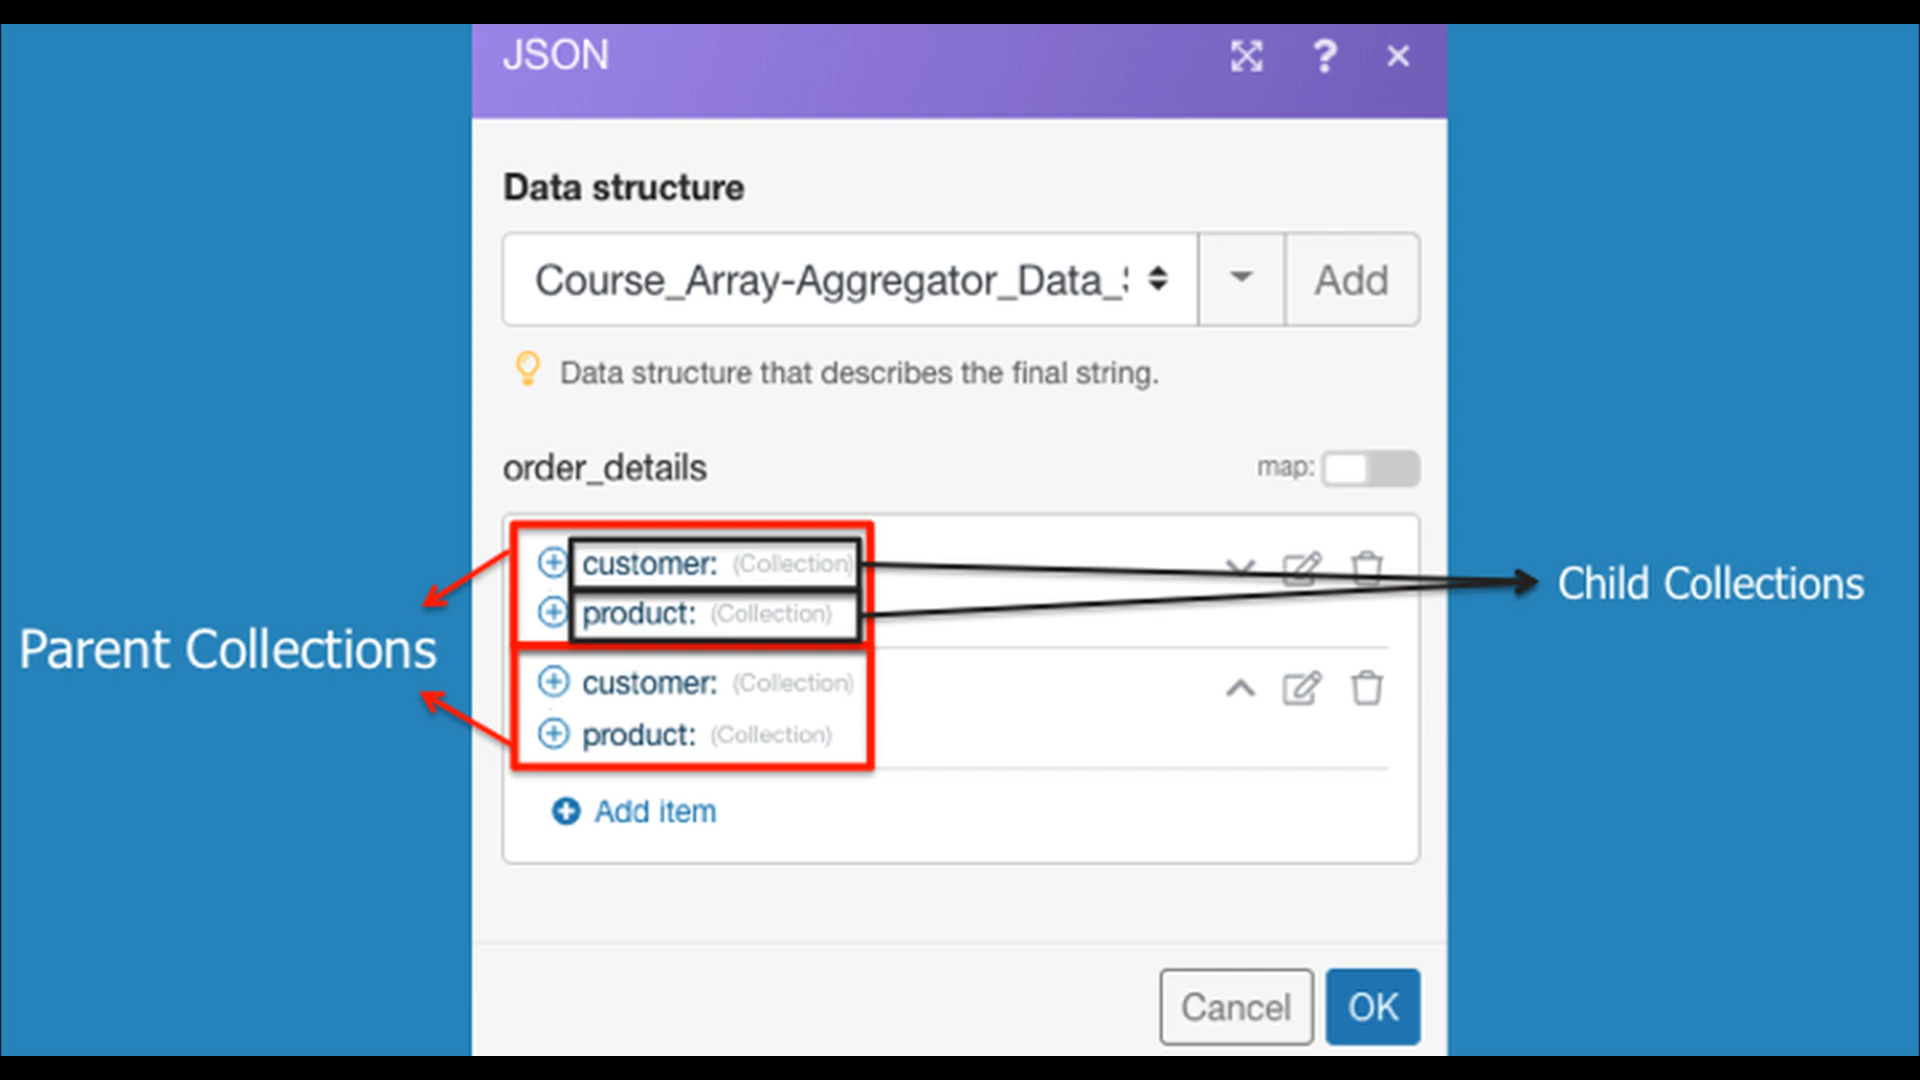 JSON
Data structure
Course_Array-Aggregator_Data_
Add
Data structure that describes the final string.
order_details
map:
customer: (Collection)
product: (Collection)
Child Collections
Parent Collections
customer: (Collection)
product: (Collection)
Add item
Cancel
OK